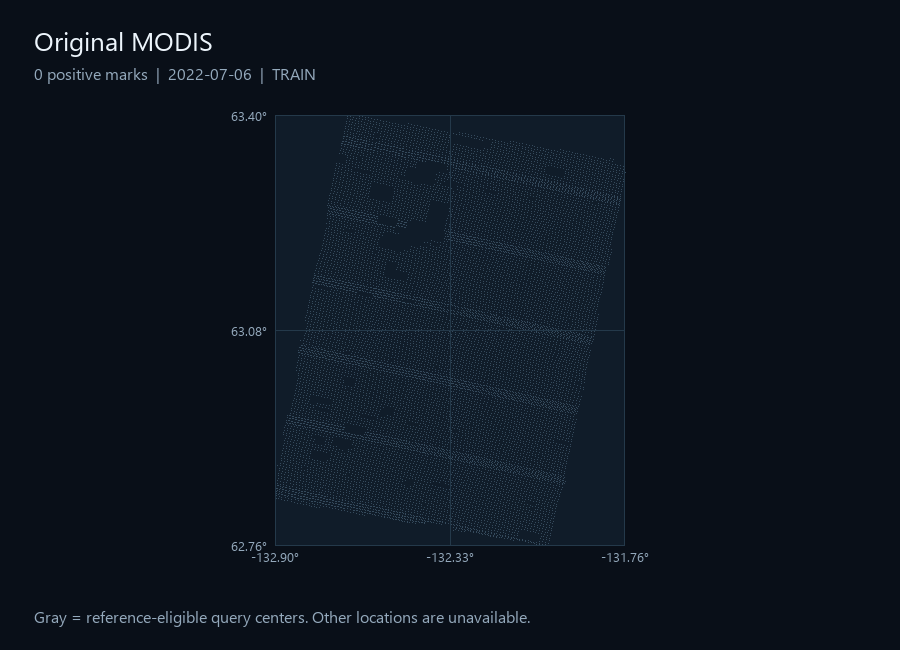 Original MODIS
0 positive marks | 2022-07-06 | TRAIN
63.40°
63.08°
62.76°
-132.90°
-132.33°
-131.76°
Gray = reference-eligible query centers. Other locations are unavailable.